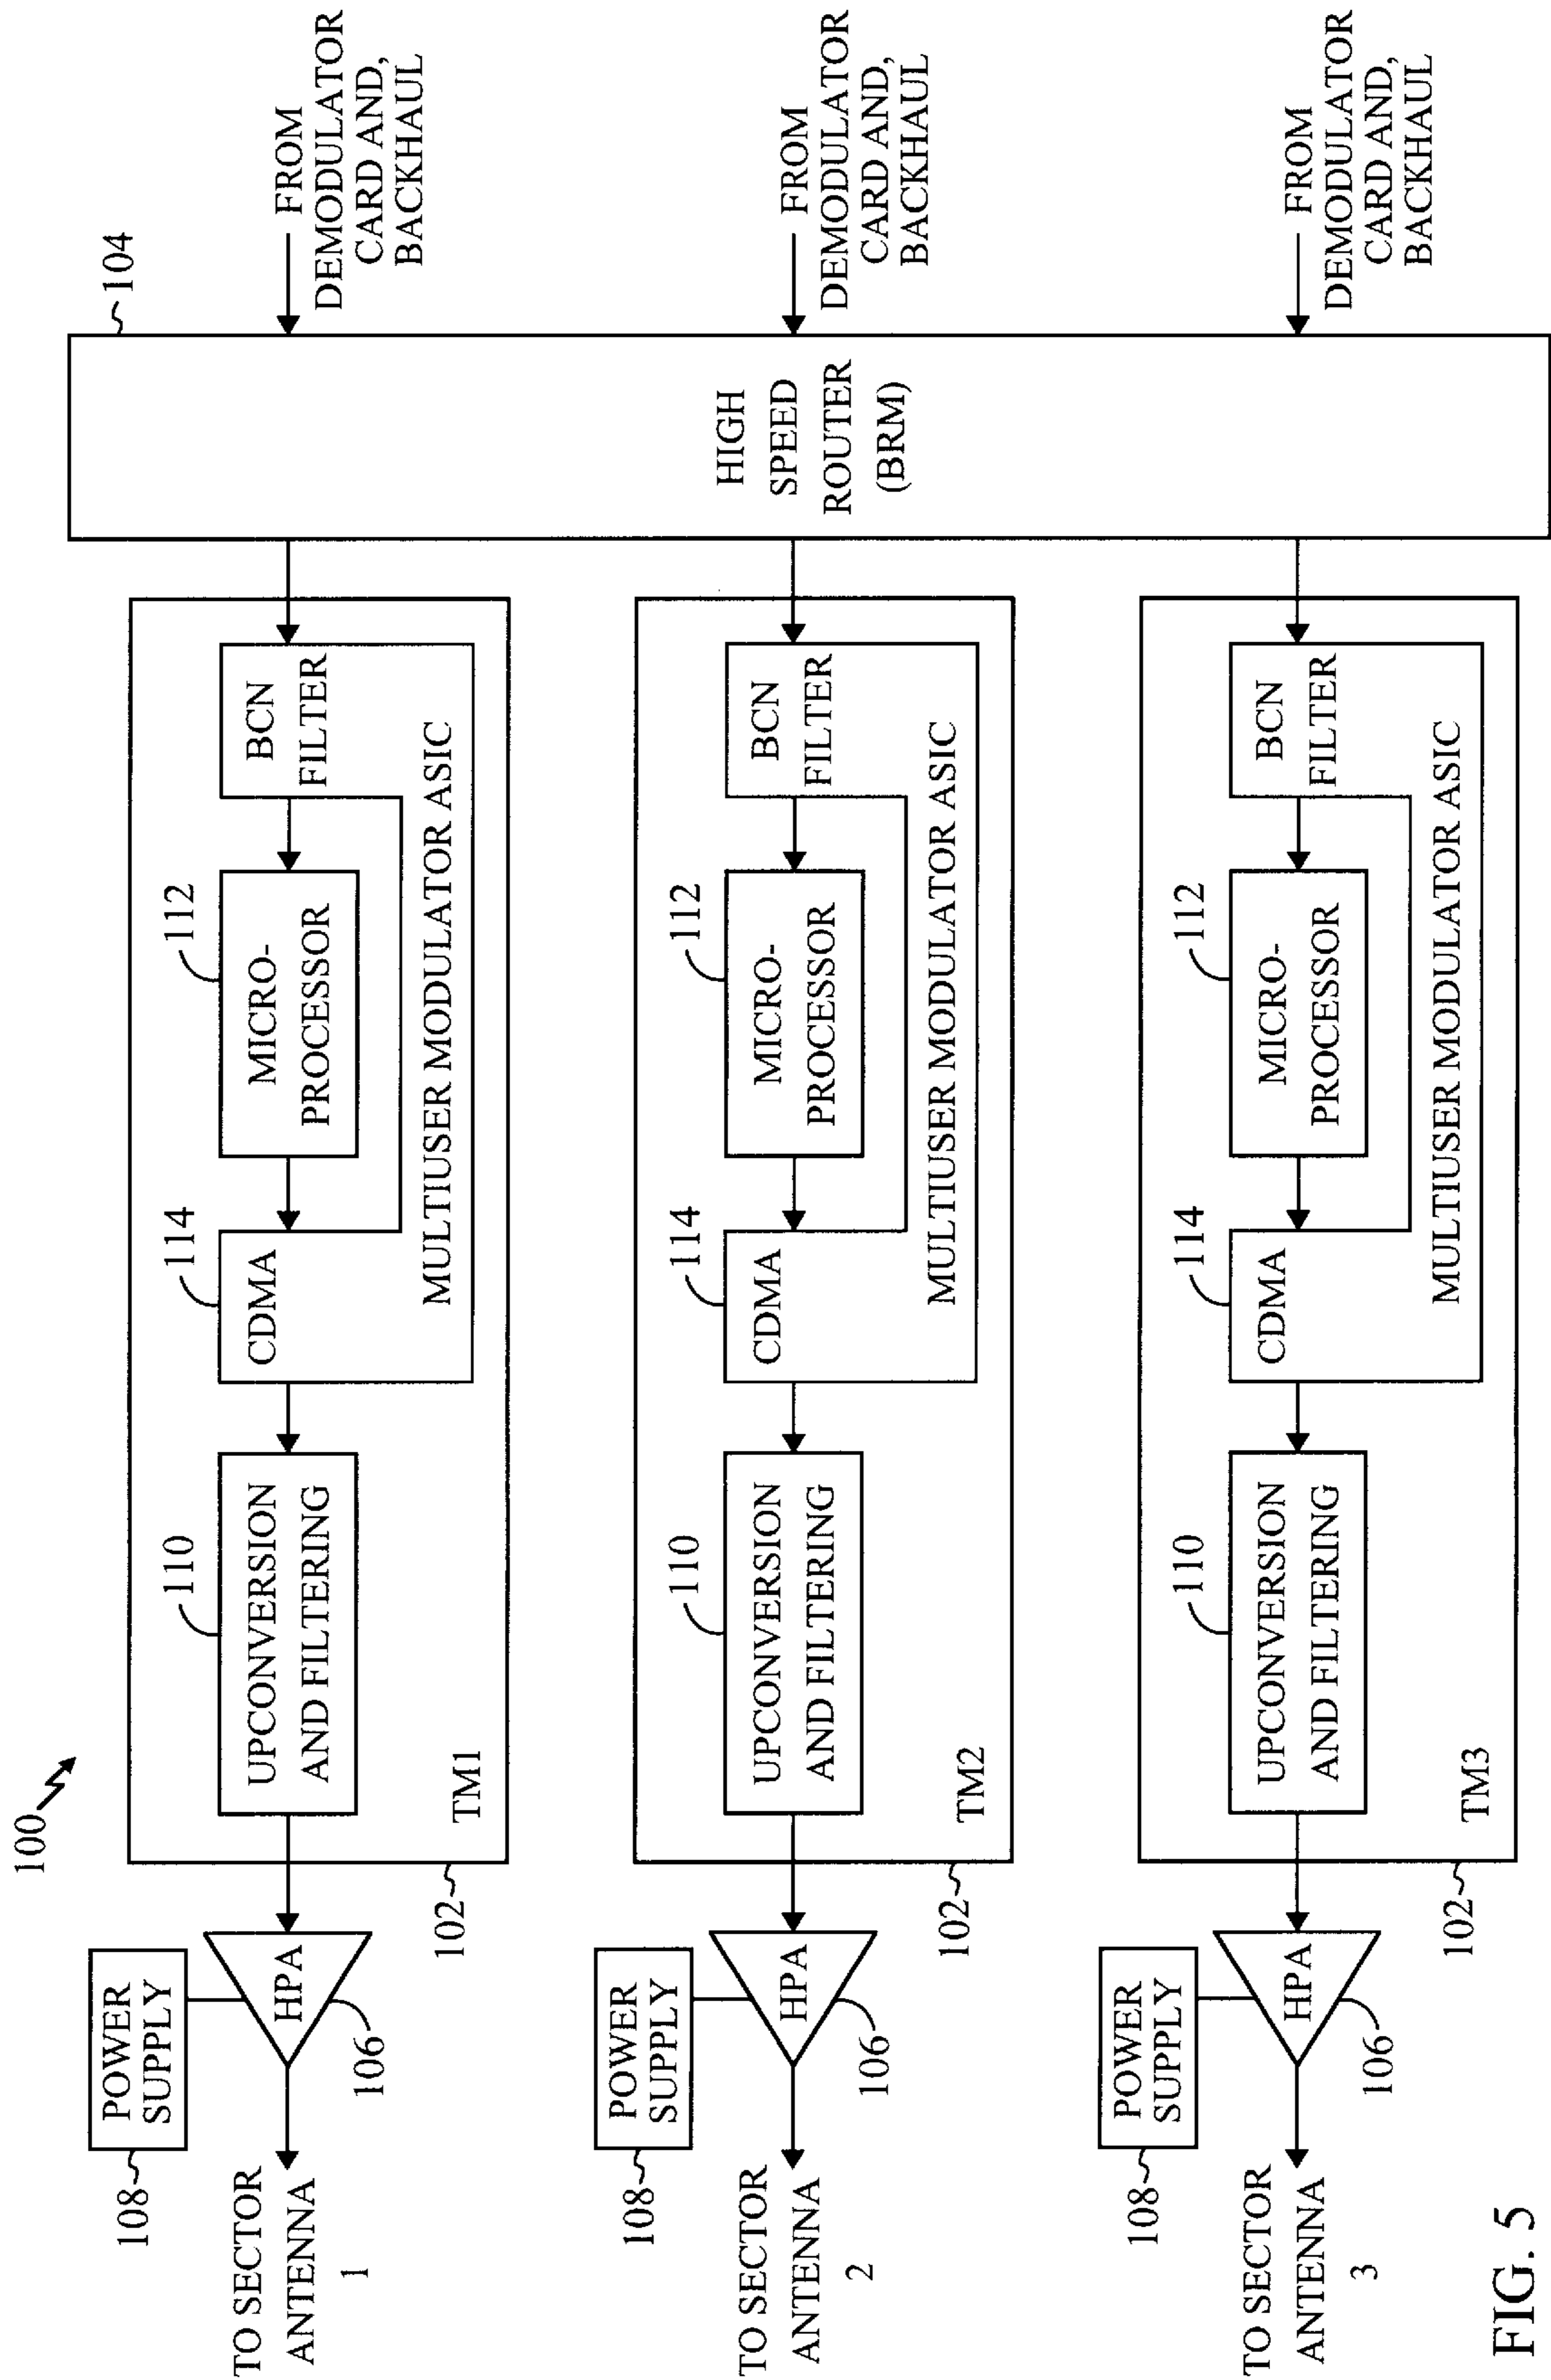 100
104
POWER
SUPPLY
108
TO SECTOR
ANTENNA
1
HPA
106
102
TM1
110
UPCONVERSION
AND FILTERING
114
CDMA
112
MICRO-
PROCESSOR
BCN
FILTER
MULTIUSER MODULATOR ASIC
FROM
DEMODULATOR
CARD AND,
BACKHAUL
POWER
SUPPLY
108
TO SECTOR
ANTENNA
2
HPA
106
102
TM2
110
UPCONVERSION
AND FILTERING
114
CDMA
112
MICRO-
PROCESSOR
BCN
FILTER
MULTIUSER MODULATOR ASIC
HIGH
SPEED
ROUTER
(BRM)
FROM
DEMODULATOR
CARD AND,
BACKHAUL
POWER
SUPPLY
108
TO SECTOR
ANTENNA
3
HPA
106
102
TM3
110
UPCONVERSION
AND FILTERING
114
CDMA
112
MICRO-
PROCESSOR
BCN
FILTER
MULTIUSER MODULATOR ASIC
FROM
DEMODULATOR
CARD AND,
BACKHAUL
FIG. 5